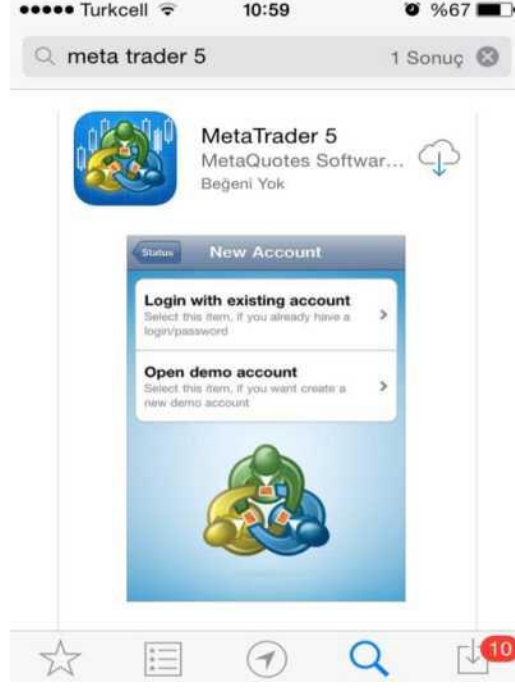 Turkcell 10:59 %67
meta trader 5 1 Sonuç
MetaTrader 5
MetaQuotes Softwar...
Beğeni Yok
Status New Account
Login with existing account
Select this item, if you already have a
login/password
Open demo account
Select this item, if you want create a
new demo account
10